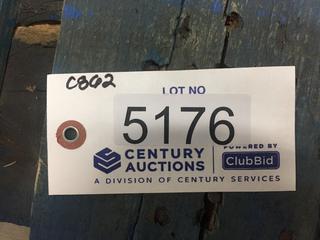 C862
LOT NO
5176
CENTURY AUCTIONS
POWERED BY
ClubBid
A DIVISION OF CENTURY SERVICES